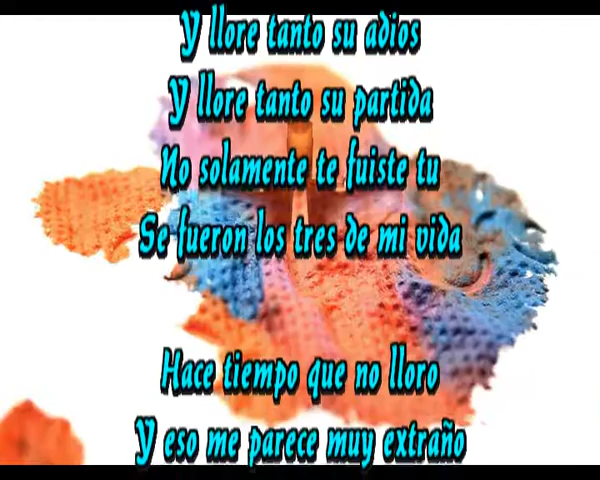 Y llore tanto su adios
Y llore tanto su partida
No solamente te fuiste tu
Se fueron los tres de mi vida
Hace tiempo que no lloro
Y eso me parece muy extraño